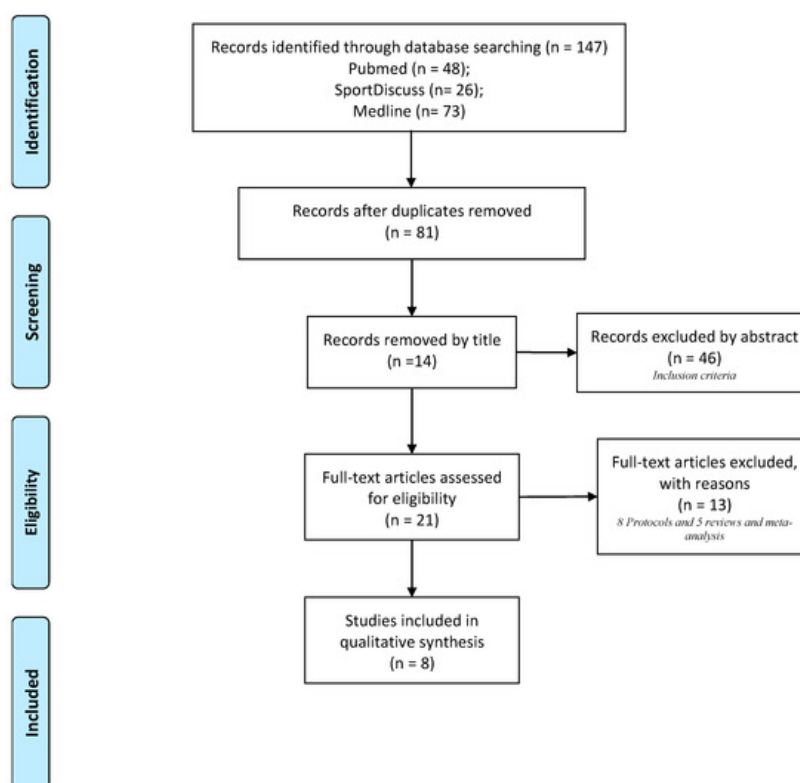 Identification
Records identified through database searching (n = 147)
Pubmed (n = 48);
SportDiscuss (n= 26);
Medline (n= 73)
Records after duplicates removed
(n = 81)
Screening
Records removed by title
(n =14)
Records excluded by abstract
(n = 46)
Inclusion criteria
Eligibility
Full-text articles assessed
for eligibility
(n = 21)
Full-text articles excluded,
with reasons
(n = 13)
8 Protocols and 5 reviews and meta-
analysis
Included
Studies included in
qualitative synthesis
(n = 8)